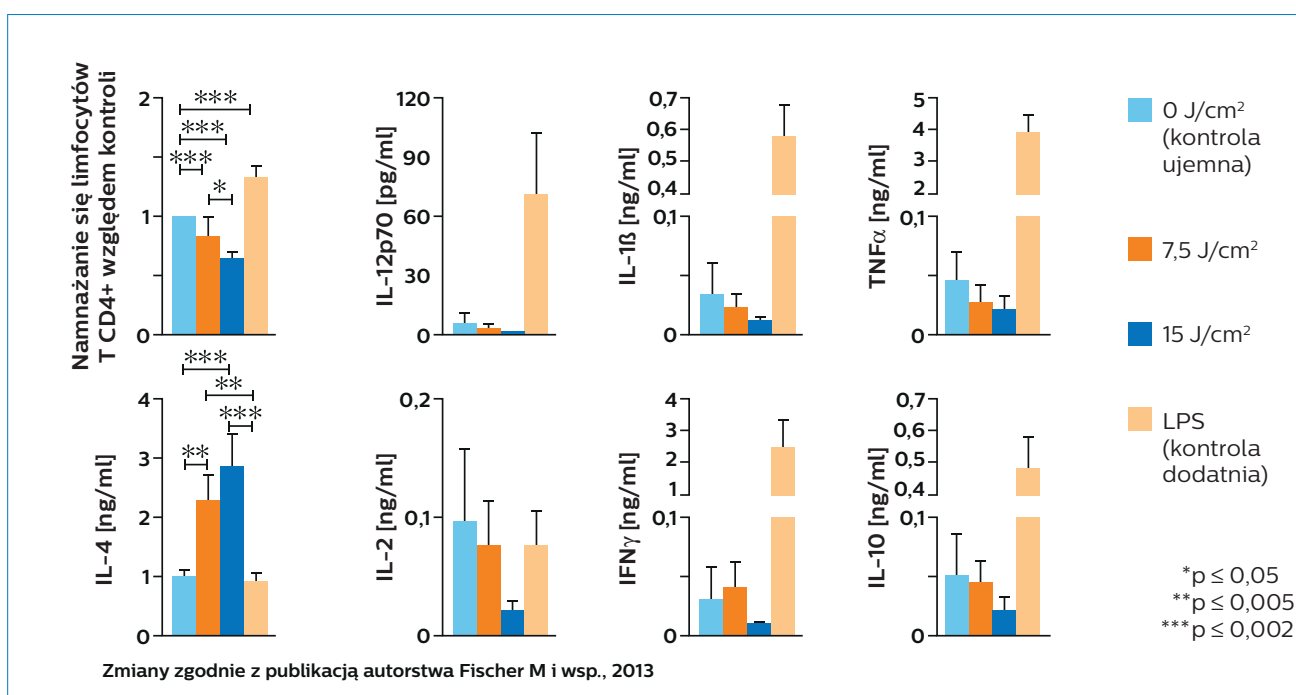 Namnażanie się limfocytów
T CD4+ względem kontroli
2
1
0
***
***
***
*
IL-12p70 [pg/ml]
120
90
60
30
0
IL-1ß [ng/ml]
0,7
0,6
0,5
0,4
0,1
0
TNFα [ng/ml]
5
4
3
2
0,1
0
IL-4 [ng/ml]
4
3
2
1
0
***
**
***
**
IL-2 [ng/ml]
0,2
0,1
0
IFNγ [ng/ml]
4
3
2
1
0,1
0
IL-10 [ng/ml]
0,7
0,6
0,5
0,4
0,1
0
0 J/cm²
(kontrola
ujemna)
7,5 J/cm²
15 J/cm²
LPS
(kontrola
dodatnia)
*p ≤ 0,05
**p ≤ 0,005
***p ≤ 0,002
Zmiany zgodnie z publikacją autorstwa Fischer M i wsp., 2013